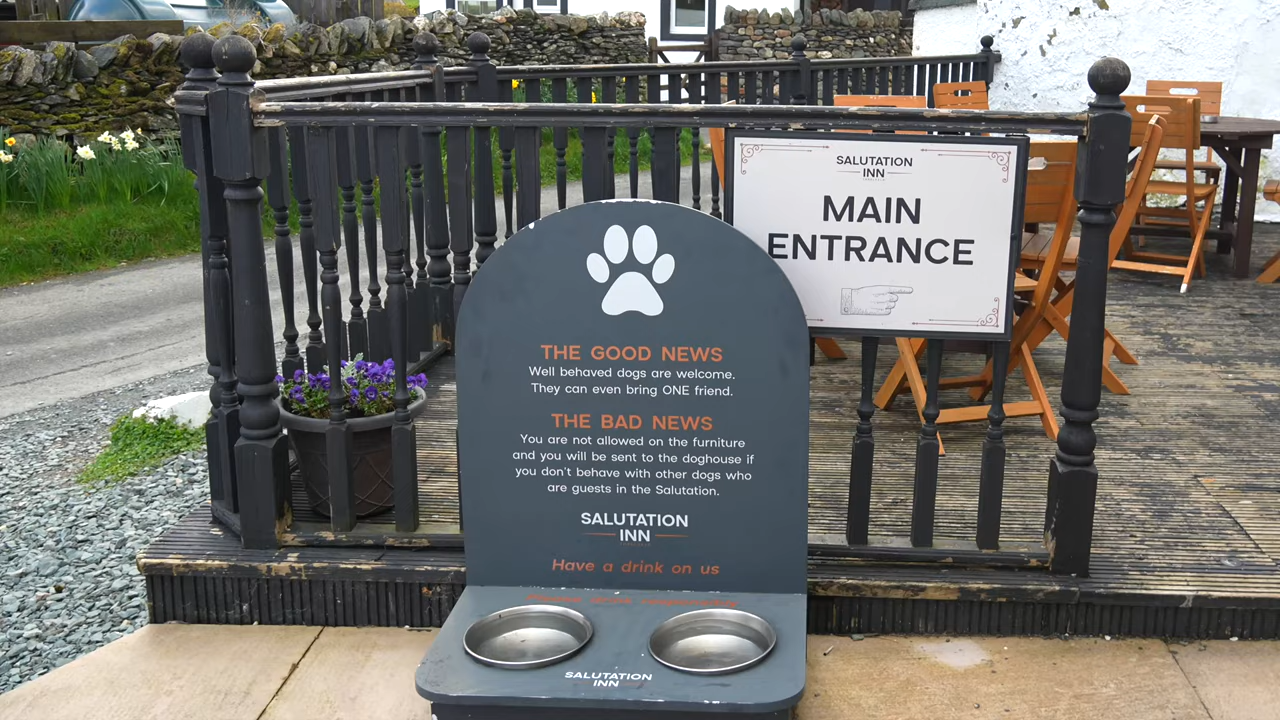 SALUTATION
INN
MAIN
ENTRANCE
THE GOOD NEWS
Well behaved dogs are welcome.
They can even bring ONE friend.
THE BAD NEWS
You are not allowed on the furniture
and you will be sent to the doghouse if
you don't behave with other dogs who
are guests in the Salutation.
SALUTATION
INN
Have a drink on us
SALUTATION
INN